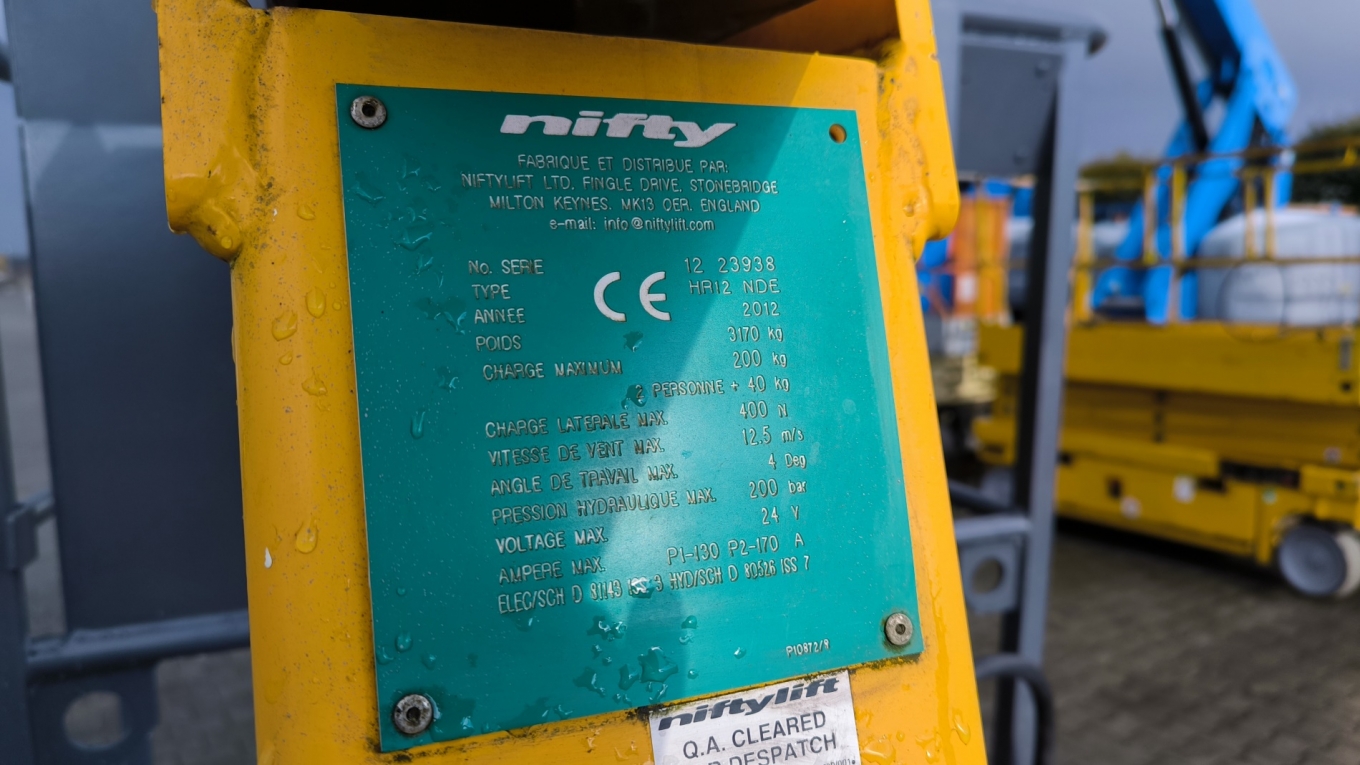 nifty
FABRIQUE ET DISTRIBUE PAR:
NIFTYLIFT LTD. FINGLE DRIVE. STONEBRIDGE
MILTON KEYNES. MK13 OER. ENGLAND
e-mail: info@niftylift.com
No. SERIE 12 23938
TYPE HR12 NDE
CE
ANNEE 2012
POIDS 3170 kg
CHARGE MAXIMUM 200 kg
2 PERSONNE + 40 kg
CHARGE LATERALE MAX. 400 N
VITESSE DE VENT MAX. 12.5 m/s
ANGLE DE TRAVAIL MAX. 4 Deg
PRESSION HYDRAULIQUE MAX. 200 bar
VOLTAGE MAX. 24 V
AMPERE MAX. P1-130 P2-170 A
ELEC/SCH D 81143 ISS 3 HYD/SCH D 80526 ISS 7
P10872/9
niftylift
Q.A. CLEARED
DESPATCH